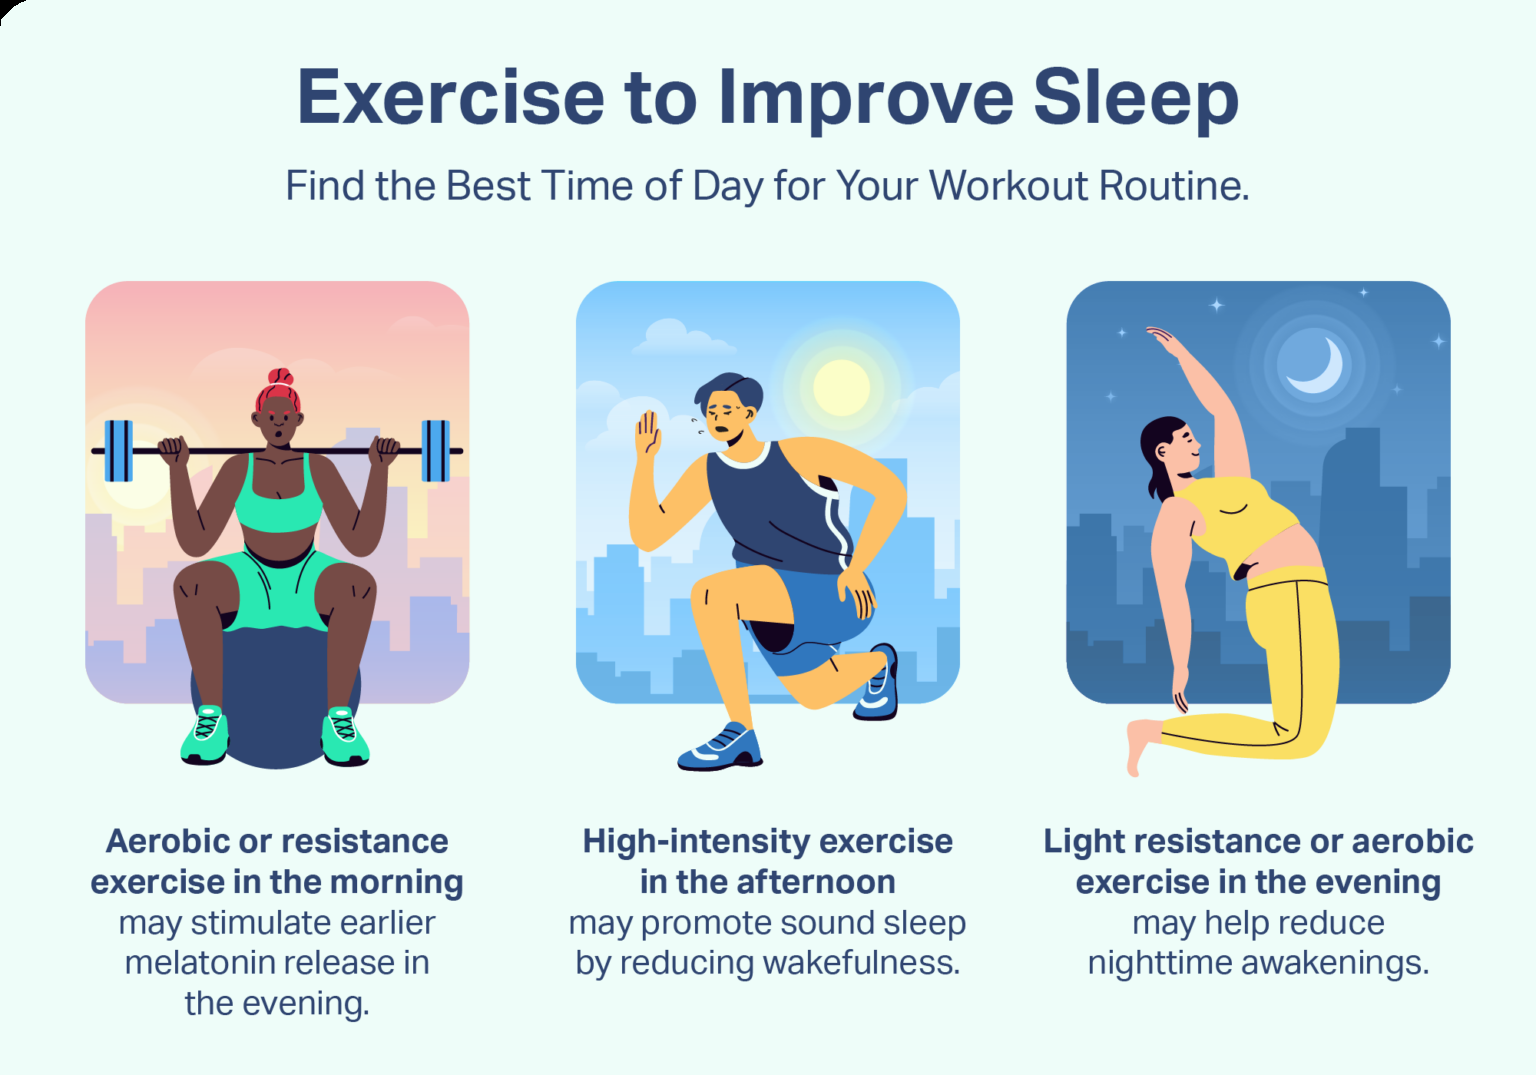 Exercise to Improve Sleep
Find the Best Time of Day for Your Workout Routine.
Aerobic or resistance
exercise in the morning
may stimulate earlier
melatonin release in
the evening.
High-intensity exercise
in the afternoon
may promote sound sleep
by reducing wakefulness.
Light resistance or aerobic
exercise in the evening
may help reduce
nighttime awakenings.